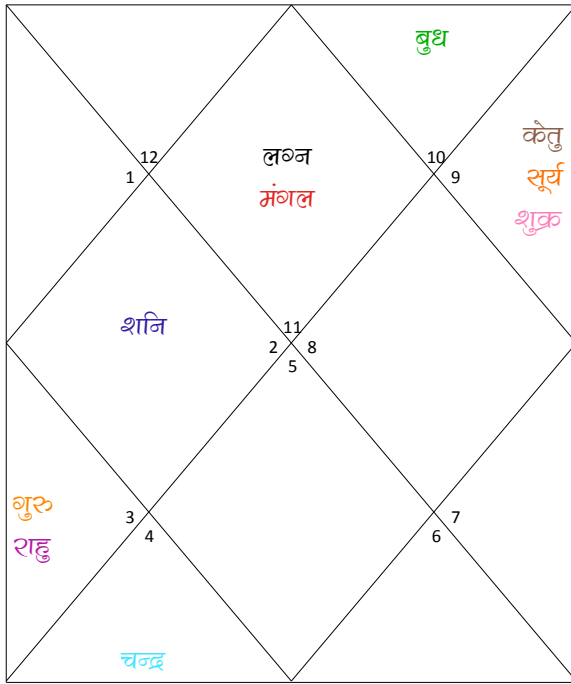 बुध
केतु
12 लग्न 10 सूर्य
1 मंगल 9 शुक्र
शनि 11
2 8
5
गुरु 3 7
राहु 4 6
चन्द्र